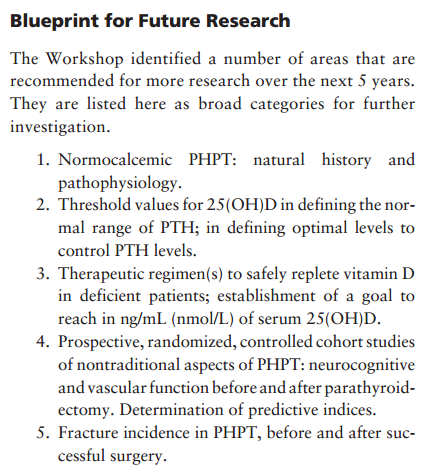 Blueprint for Future Research
The Workshop identified a number of areas that are
recommended for more research over the next 5 years.
They are listed here as broad categories for further
investigation.
1. Normocalcemic PHPT: natural history and
pathophysiology.
2. Threshold values for 25(OH)D in defining the nor-
mal range of PTH; in defining optimal levels to
control PTH levels.
3. Therapeutic regimen(s) to safely replete vitamin D
in deficient patients; establishment of a goal to
reach in ng/mL (nmol/L) of serum 25(OH)D.
4. Prospective, randomized, controlled cohort studies
of nontraditional aspects of PHPT: neurocognitive
and vascular function before and after parathyroid-
ectomy. Determination of predictive indices.
5. Fracture incidence in PHPT, before and after suc-
cessful surgery.